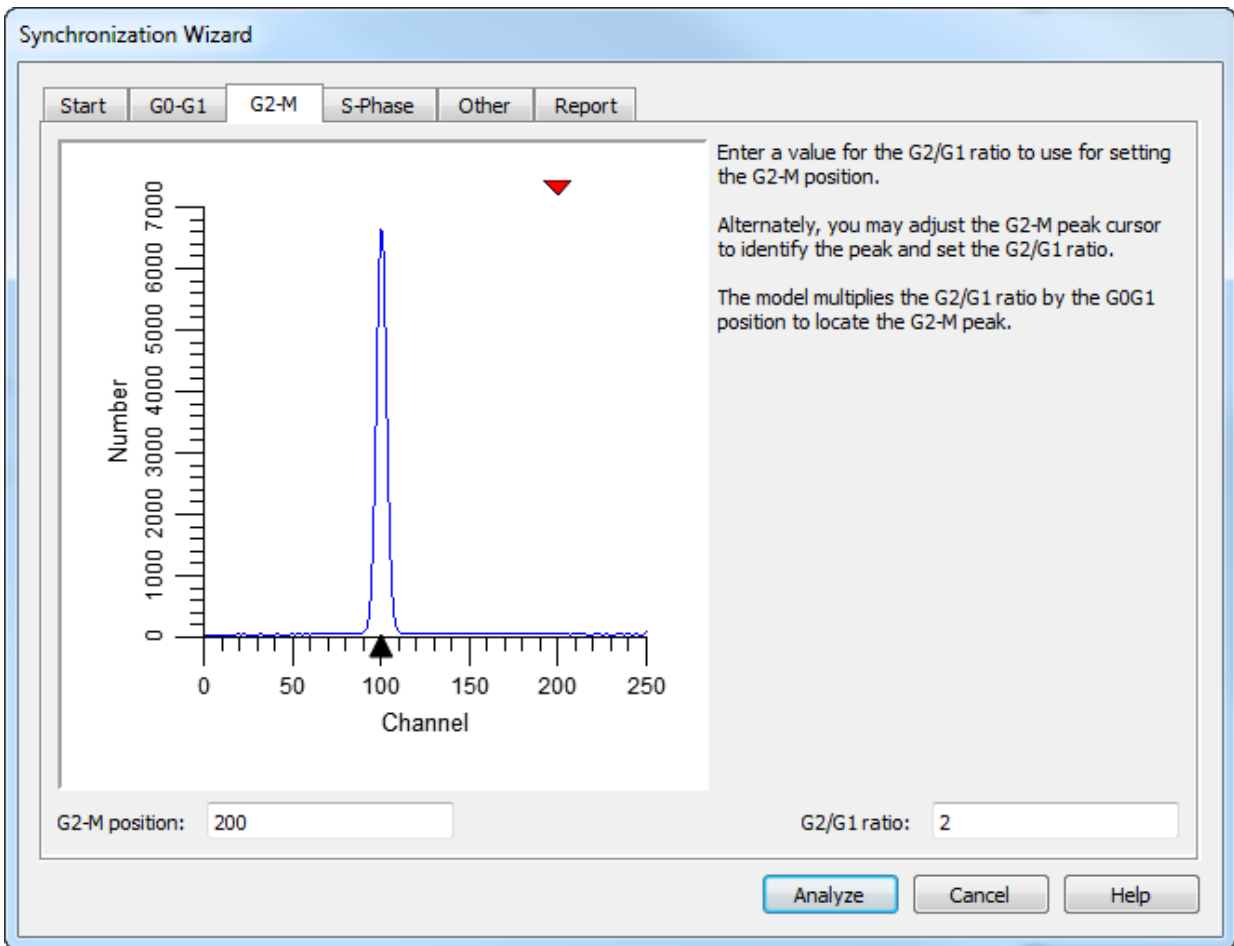 Synchronization Wizard
Start G0-G1 G2-M S-Phase Other Report
Enter a value for the G2/G1 ratio to use for setting
the G2-M position.
Alternately, you may adjust the G2-M peak cursor
to identify the peak and set the G2/G1 ratio.
The model multiplies the G2/G1 ratio by the G0G1
position to locate the G2-M peak.
7000
6000
5000
4000
3000
2000
1000
0
Number
0 50 100 150 200 250
Channel
G2-M position: 200
G2/G1 ratio: 2
Analyze Cancel Help